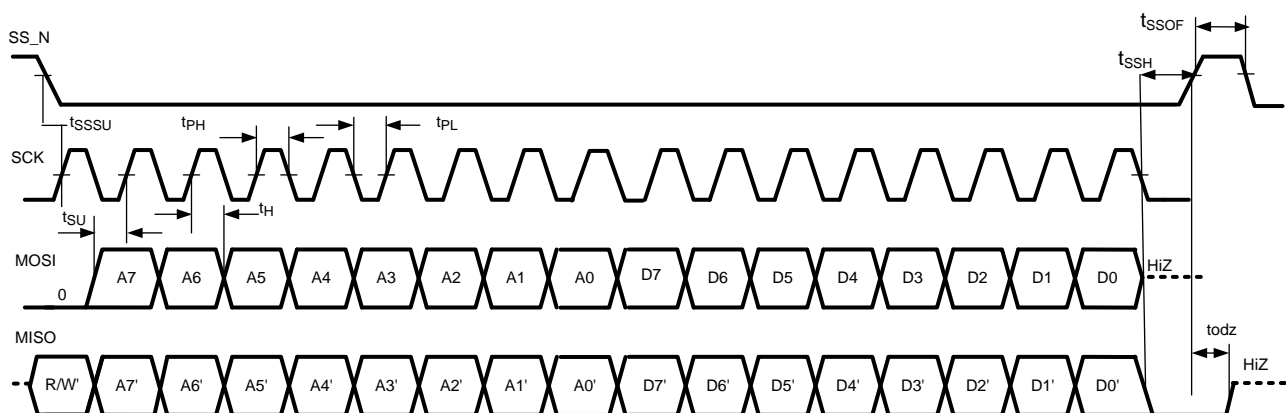 tSSOF
SS_N
tSSH
tSSSU
tPH
tPL
SCK
tSU
tH
MOSI
0
A7 A6 A5 A4 A3 A2 A1 A0 D7 D6 D5 D4 D3 D2 D1 D0
HiZ
MISO
todz
HiZ
R/W' A7' A6' A5' A4' A3' A2' A1' A0' D7' D6' D5' D4' D3' D2' D1' D0'